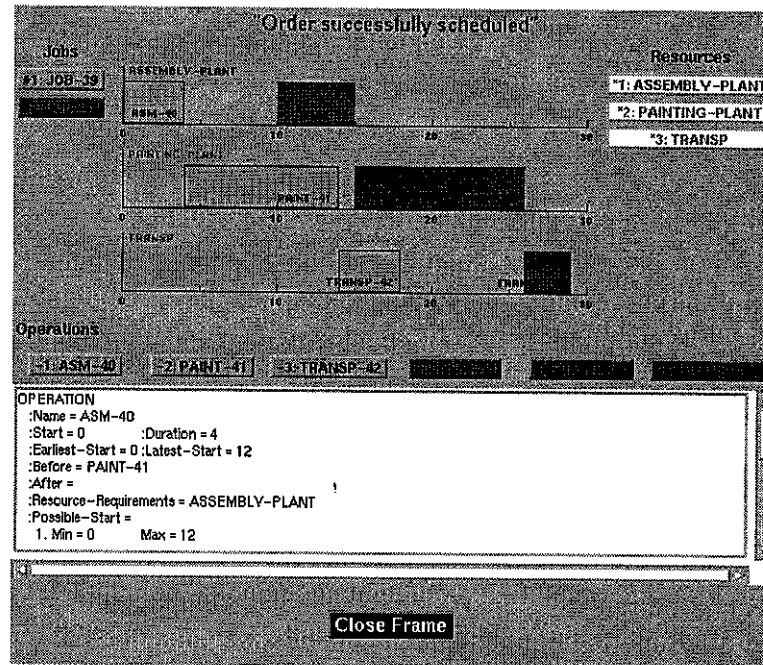 "Order successfully scheduled"
Jobs
#1: JOB-39
Resources
*1: ASSEMBLY-PLANT
*2: PAINTING-PLANT
*3: TRANSP
ASSEMBLY-PLANT
ASM-40
0 10 20 30
PAINTING-PLANT
PAINT-41
0 10 20 30
TRANSP
TRANSP-42
0 10 20 30
Operations
~1: ASM-40 ~2: PAINT-41 ~3: TRANSP-42
OPERATION
:Name = ASM-40
:Start = 0 :Duration = 4
:Earliest-Start = 0 :Latest-Start = 12
:Before = PAINT-41
:After =
:Resource-Requirements = ASSEMBLY-PLANT
:Possible-Start =
1. Min = 0 Max = 12
Close Frame